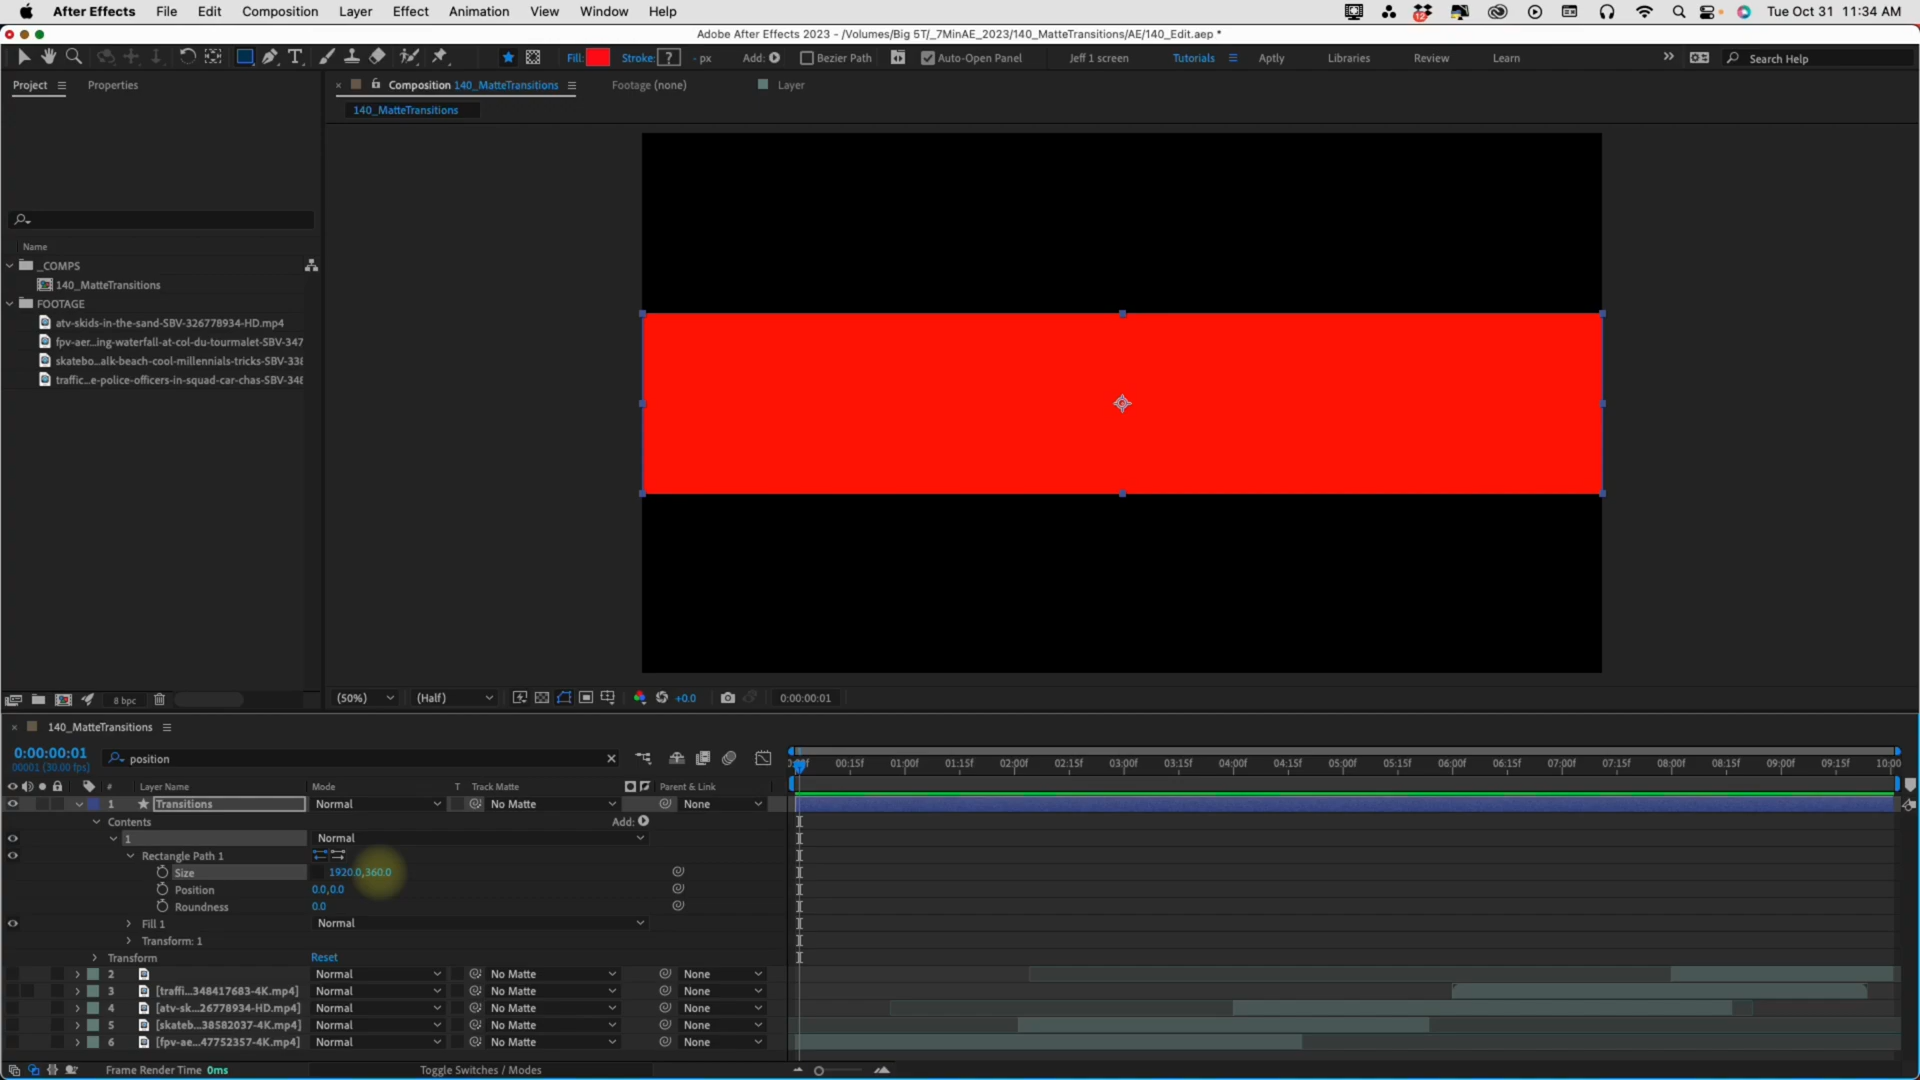 After Effects File Edit Composition Layer Effect Animation View Window Help
12
Tue Oct 31 11:34 AM
Adobe After Effects 2023 - /Volumes/Big 5T/_7MinAE_2023/140_MatteTransitions/AE/140_Edit.aep *
Fill: Stroke: ? - px Add: Bezier Path Auto-Open Panel Jeff 1 screen Tutorials Aptly Libraries Review Learn Search Help
Project Properties
Composition 140_MatteTransitions Footage (none) Layer
140_MatteTransitions
Name
_COMPS
140_MatteTransitions
FOOTAGE
atv-skids-in-the-sand-SBV-326778934-HD.mp4
fpv-aer...ing-waterfall-at-col-du-tourmalet-SBV-347
skatebo...alk-beach-cool-millennials-tricks-SBV-338
traffic...e-police-officers-in-squad-car-chas-SBV-348
8 bpc
(50%) (Half) +0.0 0:00:00:01
140_MatteTransitions
0:00:00:01
00001 (30.00 fps)
position
00:15f 01:00f 01:15f 02:00f 02:15f 03:00f 03:15f 04:00f 04:15f 05:00f 05:15f 06:00f 06:15f 07:00f 07:15f 08:00f 08:15f 09:00f 09:15f 10:00
# Layer Name Mode T Track Matte Parent & Link
1 Transitions Normal No Matte None
Contents Add:
1 Normal
Rectangle Path 1
Size 1920.0,360.0
Position 0.0,0.0
Roundness 0.0
Fill 1 Normal
Transform: 1
Transform Reset
2 Normal No Matte None
3 [traffi...348417683-4K.mp4] Normal No Matte None
4 [atv-sk...26778934-HD.mp4] Normal No Matte None
5 [skateb...38582037-4K.mp4] Normal No Matte None
6 [fpv-ae...47752357-4K.mp4] Normal No Matte None
Frame Render Time 0ms Toggle Switches / Modes